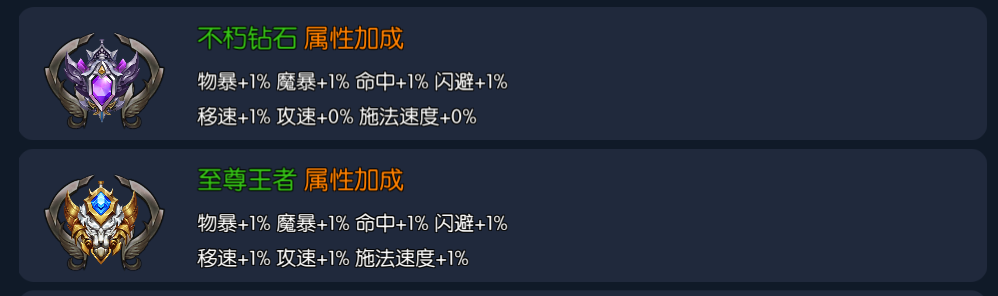 不朽钻石 属性加成
物暴+1% 魔暴+1% 命中+1% 闪避+1%
移速+1% 攻速+0% 施法速度+0%
至尊王者 属性加成
物暴+1% 魔暴+1% 命中+1% 闪避+1%
移速+1% 攻速+1% 施法速度+1%